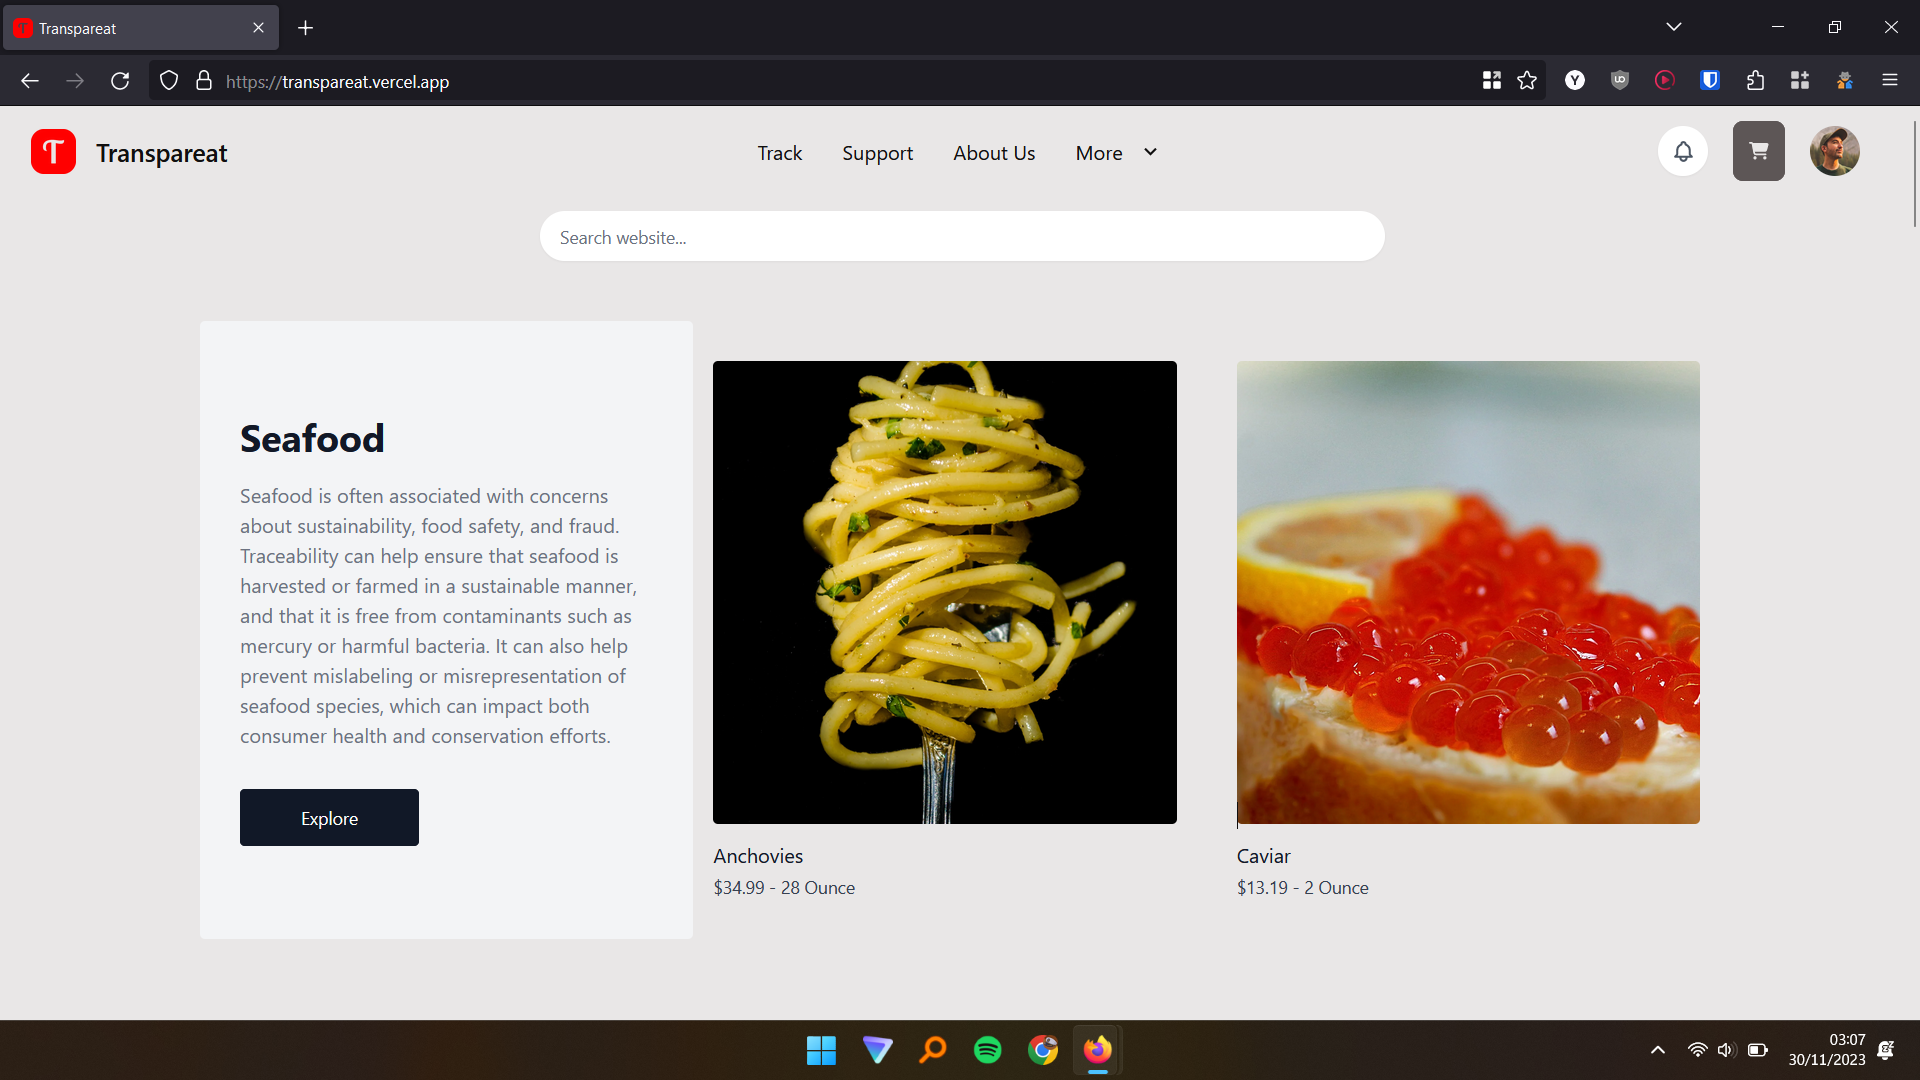 Transpareat
https://transpareat.vercel.app
Transpareat
Track
Support
About Us
More
Search website...
Seafood
Seafood is often associated with concerns
about sustainability, food safety, and fraud.
Traceability can help ensure that seafood is
harvested or farmed in a sustainable manner,
and that it is free from contaminants such as
mercury or harmful bacteria. It can also help
prevent mislabeling or misrepresentation of
seafood species, which can impact both
consumer health and conservation efforts.
Explore
Anchovies
$34.99 - 28 Ounce
Caviar
$13.19 - 2 Ounce
03:07
30/11/2023